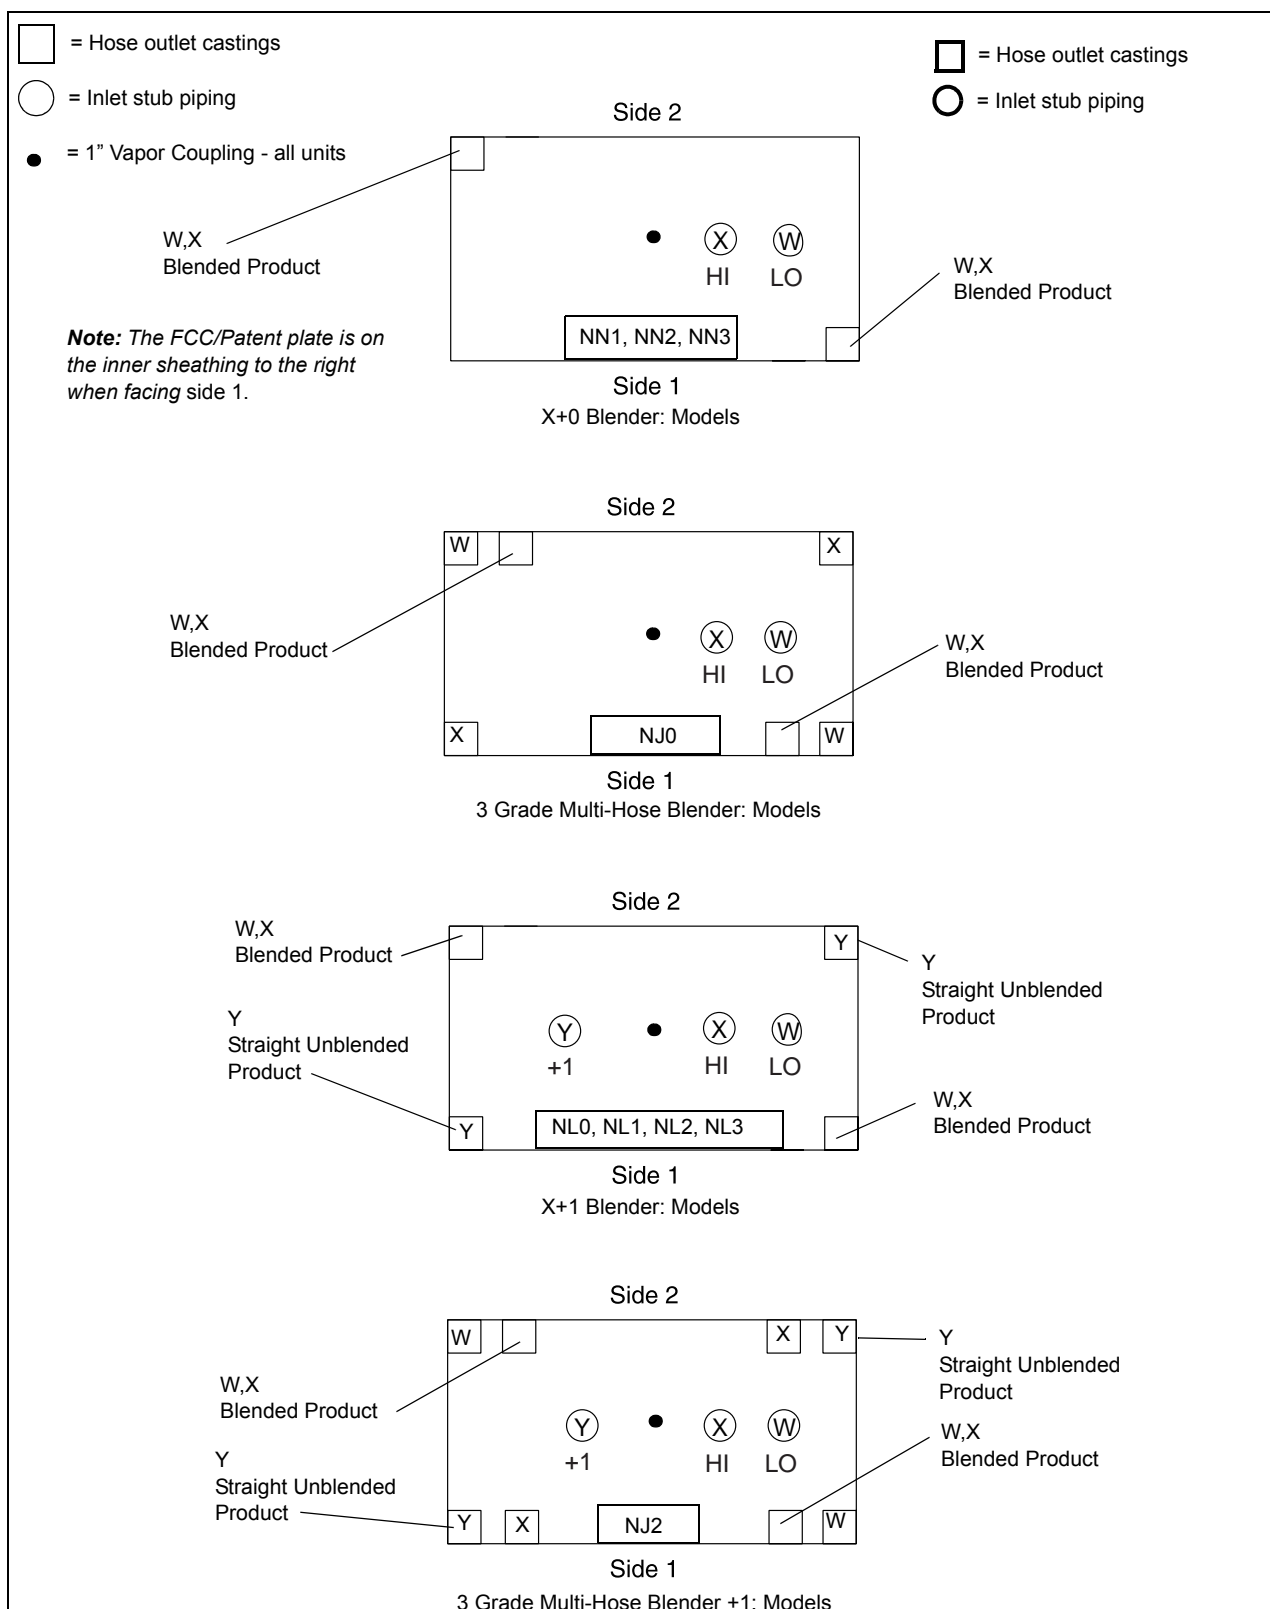 = Hose outlet castings
= Inlet stub piping
= 1” Vapor Coupling - all units
= Hose outlet castings
= Inlet stub piping
Side 2
W,X
Blended Product
X W
HI LO
W,X
Blended Product
Note: The FCC/Patent plate is on
the inner sheathing to the right
when facing side 1.
NN1, NN2, NN3
Side 1
X+0 Blender: Models
Side 2
W X
W,X
Blended Product
X W
HI LO
W,X
Blended Product
X NJ0 W
Side 1
3 Grade Multi-Hose Blender: Models
Side 2
W,X
Blended Product
Y
Y
Straight Unblended
Product
Y
Straight Unblended
Product
Y X W
+1 HI LO
W,X
Blended Product
Y NL0, NL1, NL2, NL3
Side 1
X+1 Blender: Models
Side 2
W X Y
Y
Straight Unblended
Product
W,X
Blended Product
Y X W
+1 HI LO
W,X
Blended Product
Y
Straight Unblended
Product
Y X NJ2 W
Side 1
3 Grade Multi-Hose Blender +1: Models